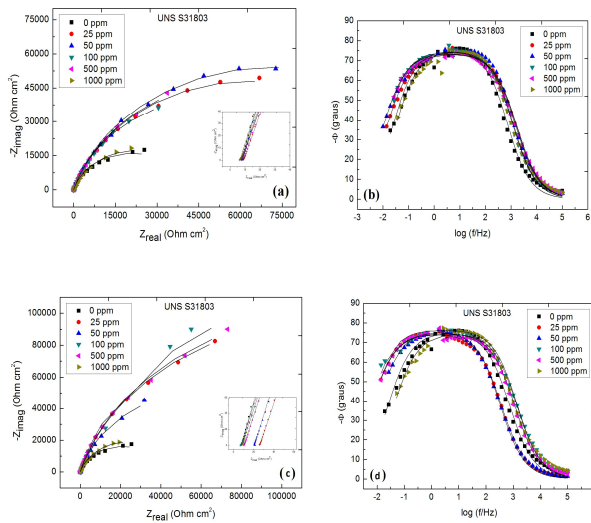 UNS S31803
0 ppm
25 ppm
50 ppm
100 ppm
500 ppm
1000 ppm
75000
60000
45000
30000
15000
0
-Zimag (Ohm cm²)
0 15000 30000 45000 60000 75000
Zreal (Ohm cm²)
(a)
UNS S31803
0 ppm
25 ppm
50 ppm
100 ppm
500 ppm
1000 ppm
90
80
70
60
50
40
30
20
10
0
-Φ (graus)
-3 -2 -1 0 1 2 3 4 5 6
log (f/Hz)
(b)
UNS S31803
0 ppm
25 ppm
50 ppm
100 ppm
500 ppm
1000 ppm
100000
80000
60000
40000
20000
0
-Zimag (Ohm cm²)
0 20000 40000 60000 80000 100000
Zreal (Ohm cm²)
(c)
UNS S31803
0 ppm
25 ppm
50 ppm
100 ppm
500 ppm
1000 ppm
90
80
70
60
50
40
30
20
10
0
-Φ (graus)
-2 -1 0 1 2 3 4 5
log (f/Hz)
(d)